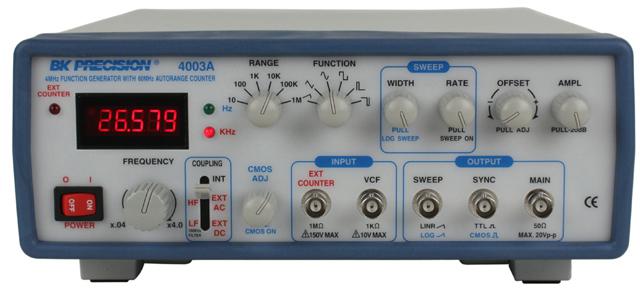 BK PRECISION® 4003A
4MHz FUNCTION GENERATOR WITH 60MHz AUTORANGE COUNTER
EXT COUNTER
26.579
Hz
KHz
RANGE
10 100 1K 10K 100K 1M
FUNCTION
SWEEP
WIDTH
PULL
LOG SWEEP
RATE
PULL
SWEEP ON
OFFSET
PULL ADJ
AMPL
PULL-20dB
FREQUENCY
x.04 x4.0
O I
OFF ON
POWER
COUPLING
INT
HF EXT AC
LF EXT DC
FILTER
CMOS ADJ
CMOS ON
INPUT
EXT COUNTER
1MΩ
⚠150V MAX
VCF
1KΩ
⚠10V MAX
OUTPUT
SWEEP
LINR
LOG
SYNC
TTL
CMOS
MAIN
50Ω
MAX. 20Vp-p
CE